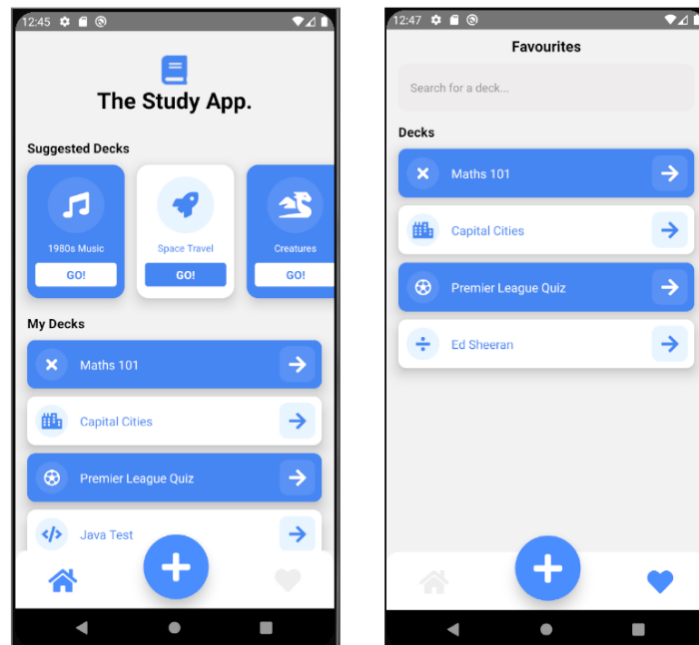 12:45
The Study App.
Suggested Decks
1980s Music
Space Travel
Creatures
GO!
GO!
GO!
My Decks
Maths 101
Capital Cities
Premier League Quiz
Java Test
12:47
Favourites
Search for a deck...
Decks
Maths 101
Capital Cities
Premier League Quiz
Ed Sheeran